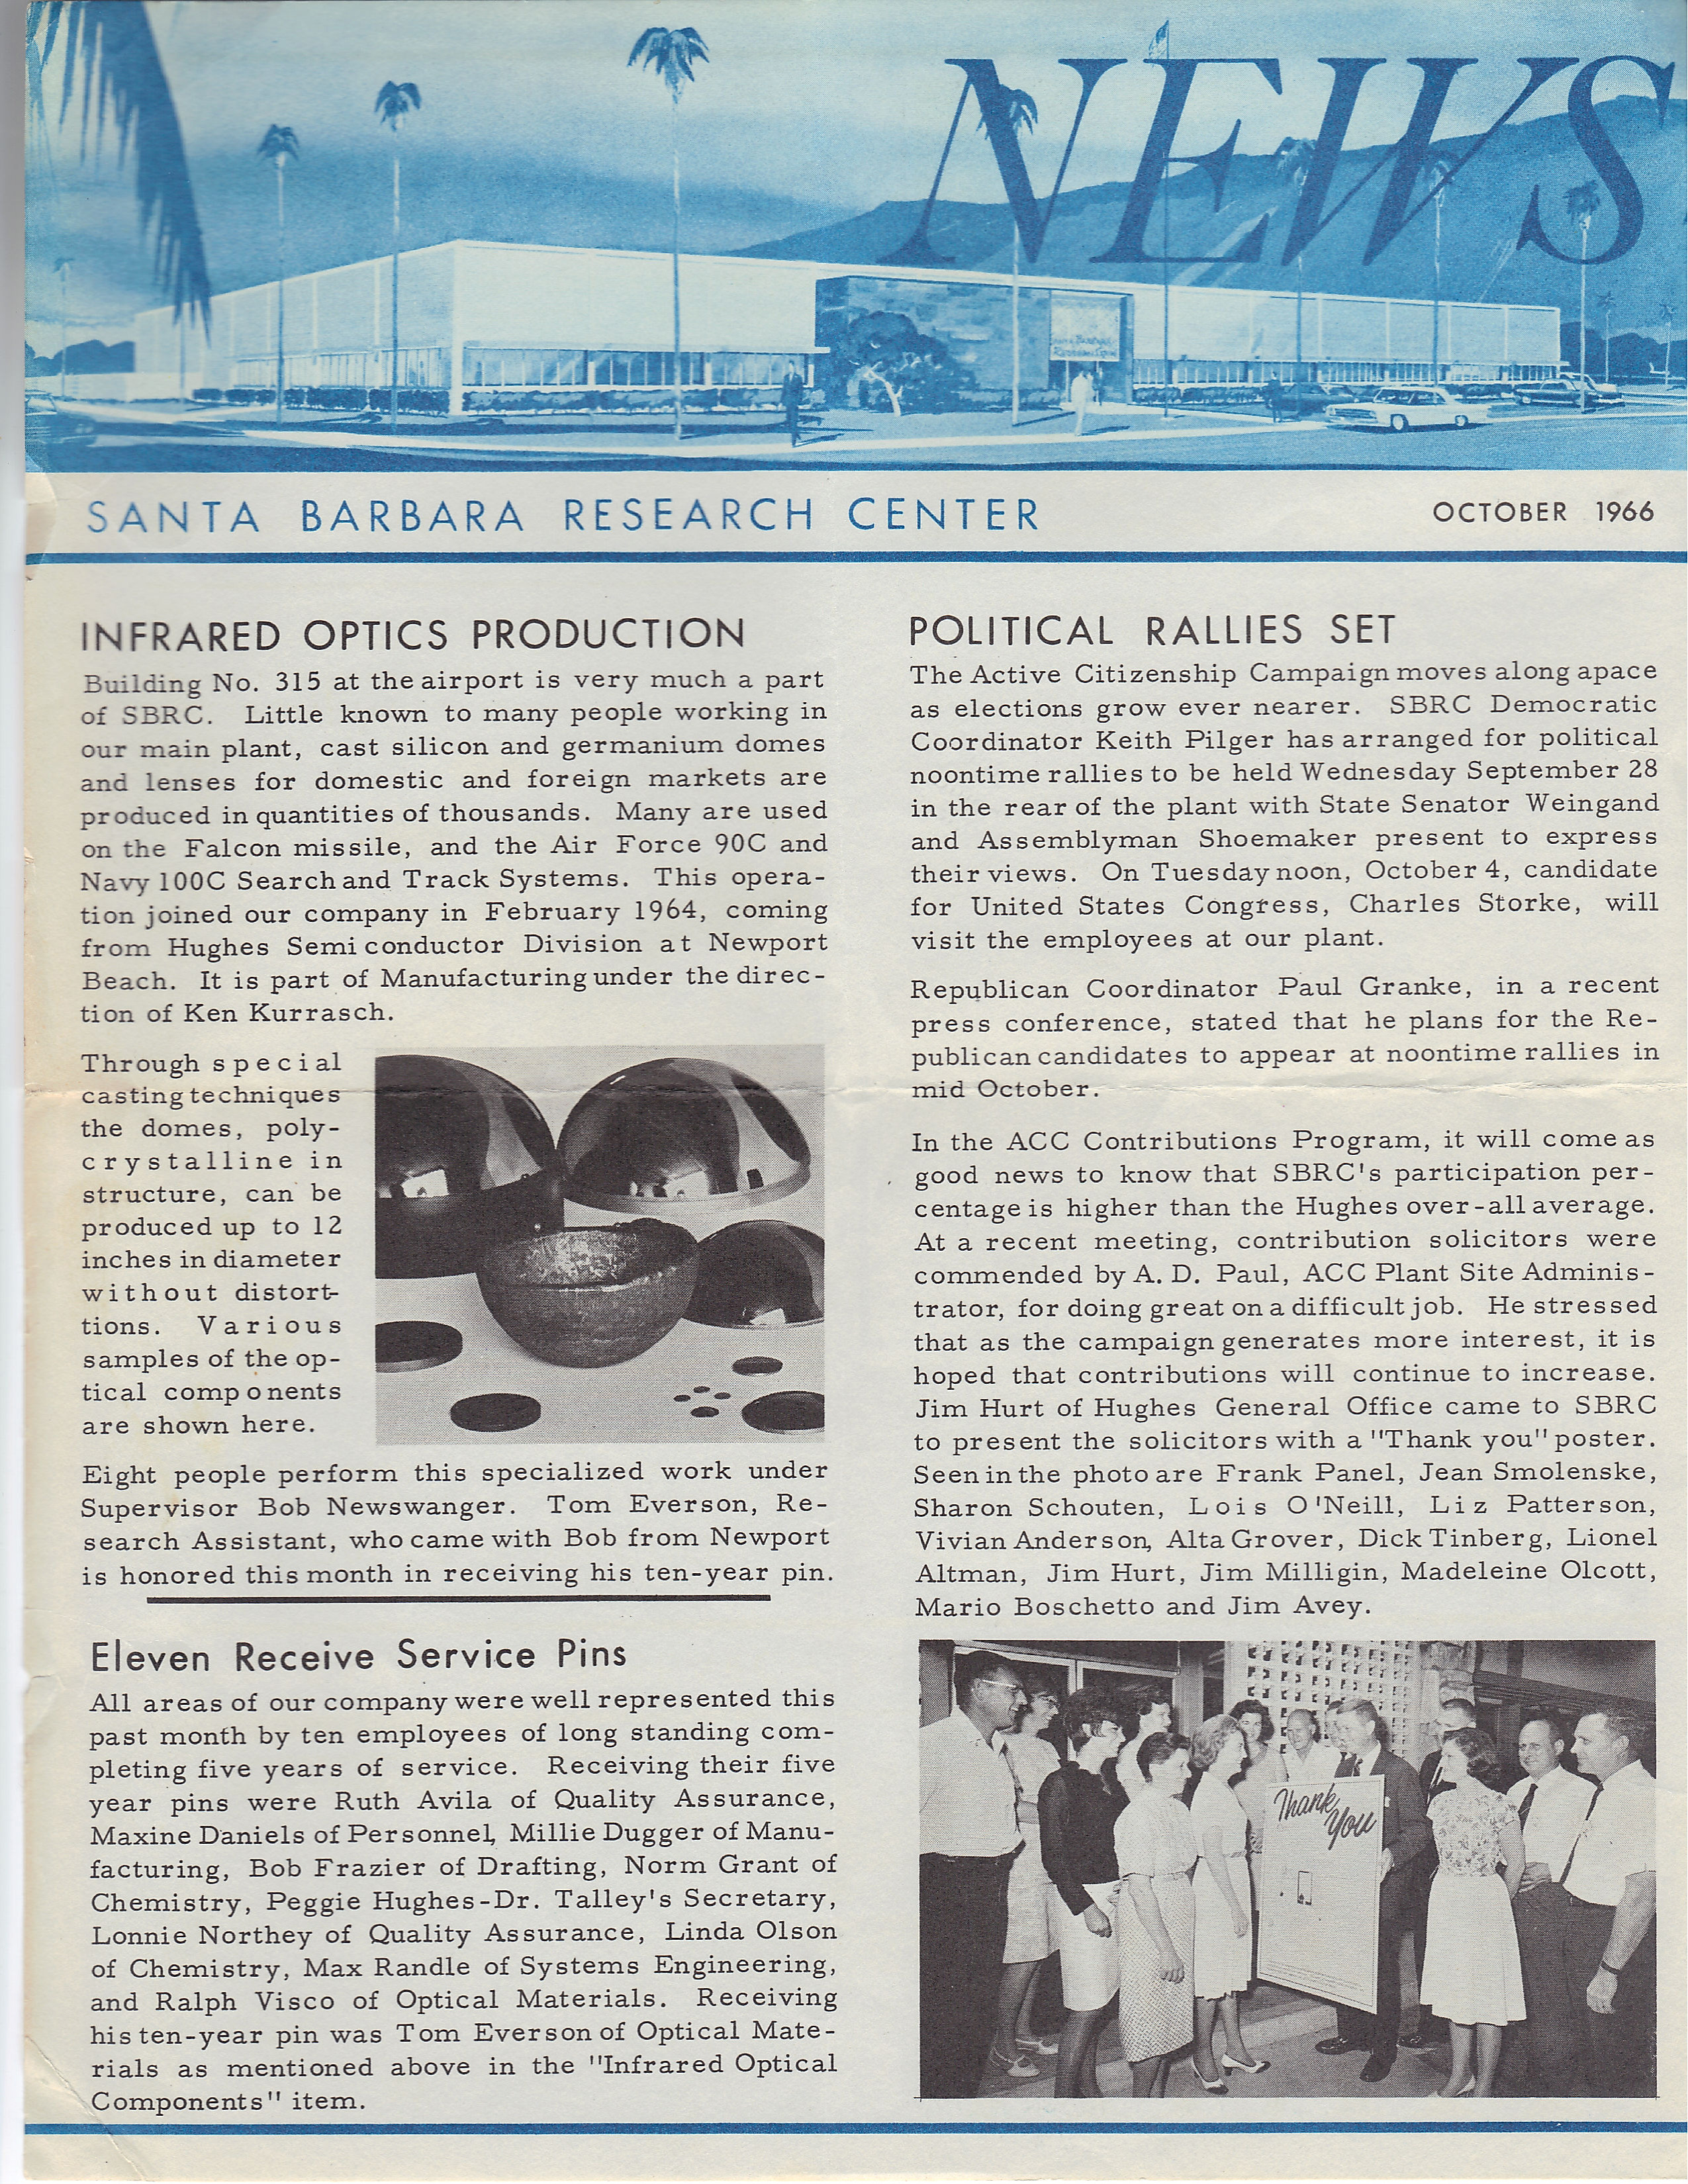 NEWS
SANTA BARBARA RESEARCH CENTER
OCTOBER 1966
INFRARED OPTICS PRODUCTION
Building No. 315 at the airport is very much a part
of SBRC. Little known to many people working in
our main plant, cast silicon and germanium domes
and lenses for domestic and foreign markets are
produced in quantities of thousands. Many are used
on the Falcon missile, and the Air Force 90C and
Navy 100C Search and Track Systems. This opera-
tion joined our company in February 1964, coming
from Hughes Semiconductor Division at Newport
Beach. It is part of Manufacturing under the direc-
tion of Ken Kurrasch.
Through special
casting techniques
the domes, poly-
crystalline in
structure, can be
produced up to 12
inches in diameter
without distort-
tions. Various
samples of the op-
tical components
are shown here.
Eight people perform this specialized work under
Supervisor Bob Newswanger. Tom Everson, Re-
search Assistant, who came with Bob from Newport
is honored this month in receiving his ten-year pin.
Eleven Receive Service Pins
All areas of our company were well represented this
past month by ten employees of long standing com-
pleting five years of service. Receiving their five
year pins were Ruth Avila of Quality Assurance,
Maxine Daniels of Personnel, Millie Dugger of Manu-
facturing, Bob Frazier of Drafting, Norm Grant of
Chemistry, Peggie Hughes-Dr. Talley's Secretary,
Lonnie Northey of Quality Assurance, Linda Olson
of Chemistry, Max Randle of Systems Engineering,
and Ralph Visco of Optical Materials. Receiving
his ten-year pin was Tom Everson of Optical Mate-
rials as mentioned above in the "Infrared Optical
Components" item.
POLITICAL RALLIES SET
The Active Citizenship Campaign moves along apace
as elections grow ever nearer. SBRC Democratic
Coordinator Keith Pilger has arranged for political
noontime rallies to be held Wednesday September 28
in the rear of the plant with State Senator Weingand
and Assemblyman Shoemaker present to express
their views. On Tuesday noon, October 4, candidate
for United States Congress, Charles Storke, will
visit the employees at our plant.
Republican Coordinator Paul Granke, in a recent
press conference, stated that he plans for the Re-
publican candidates to appear at noontime rallies in
mid October.
In the ACC Contributions Program, it will come as
good news to know that SBRC's participation per-
centage is higher than the Hughes over-all average.
At a recent meeting, contribution solicitors were
commended by A. D. Paul, ACC Plant Site Adminis-
trator, for doing great on a difficult job. He stressed
that as the campaign generates more interest, it is
hoped that contributions will continue to increase.
Jim Hurt of Hughes General Office came to SBRC
to present the solicitors with a "Thank you" poster.
Seen in the photo are Frank Panel, Jean Smolenske,
Sharon Schouten, Lois O'Neill, Liz Patterson,
Vivian Anderson, Alta Grover, Dick Tinberg, Lionel
Altman, Jim Hurt, Jim Milligin, Madeleine Olcott,
Mario Boschetto and Jim Avey.
Thank
You